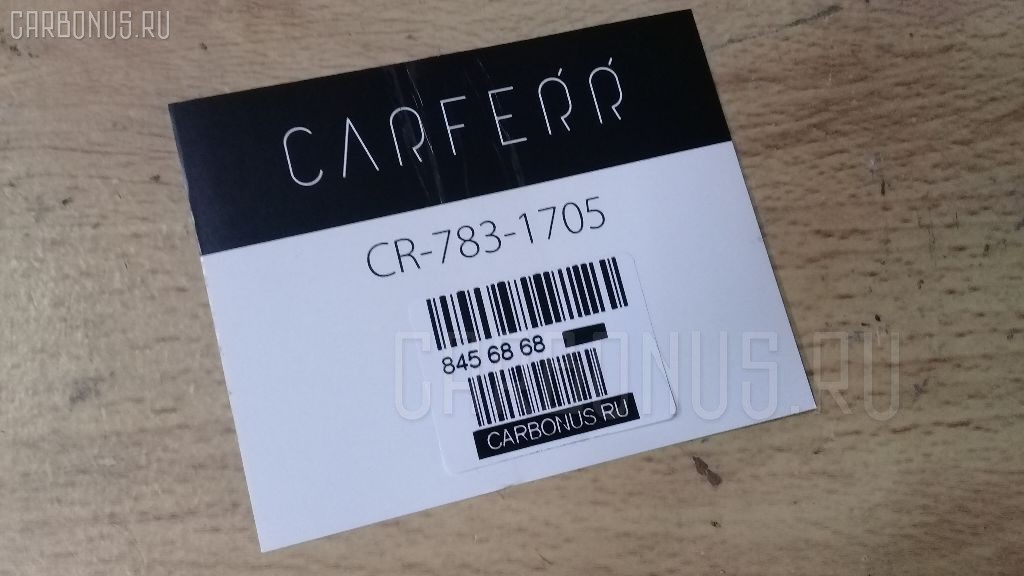 CARBONUS.RU
CARFERR
CR-783-1705
845 68 68
CARBONUS RU
CARBONUS.RU